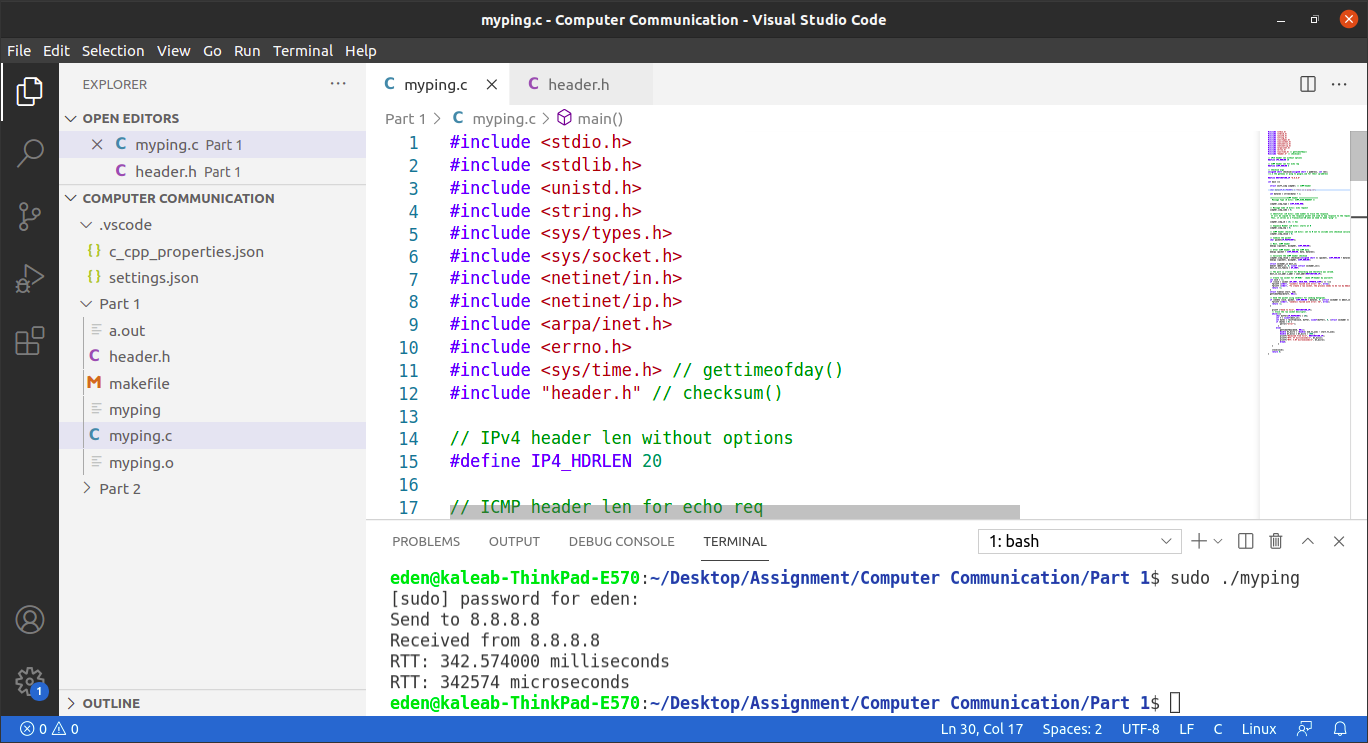 myping.c - Computer Communication - Visual Studio Code
File Edit Selection View Go Run Terminal Help
EXPLORER
OPEN EDITORS
myping.c Part 1
header.h Part 1
COMPUTER COMMUNICATION
.vscode
{} c_cpp_properties.json
{} settings.json
Part 1
a.out
C header.h
M makefile
myping
C myping.c
myping.o
Part 2
OUTLINE
1
C myping.c
C header.h
Part 1 > C myping.c > main()
1 #include <stdio.h>
2 #include <stdlib.h>
3 #include <unistd.h>
4 #include <string.h>
5 #include <sys/types.h>
6 #include <sys/socket.h>
7 #include <netinet/in.h>
8 #include <netinet/ip.h>
9 #include <arpa/inet.h>
10 #include <errno.h>
11 #include <sys/time.h> // gettimeofday()
12 #include "header.h" // checksum()
13
14 // IPv4 header len without options
15 #define IP4_HDRLEN 20
16
17 // ICMP header len for echo req
PROBLEMS OUTPUT DEBUG CONSOLE TERMINAL
1: bash
eden@kaleab-ThinkPad-E570:~/Desktop/Assignment/Computer Communication/Part 1$ sudo ./myping
[sudo] password for eden:
Send to 8.8.8.8
Received from 8.8.8.8
RTT: 342.574000 milliseconds
RTT: 342574 microseconds
eden@kaleab-ThinkPad-E570:~/Desktop/Assignment/Computer Communication/Part 1$
0 0
Ln 30, Col 17 Spaces: 2 UTF-8 LF C Linux